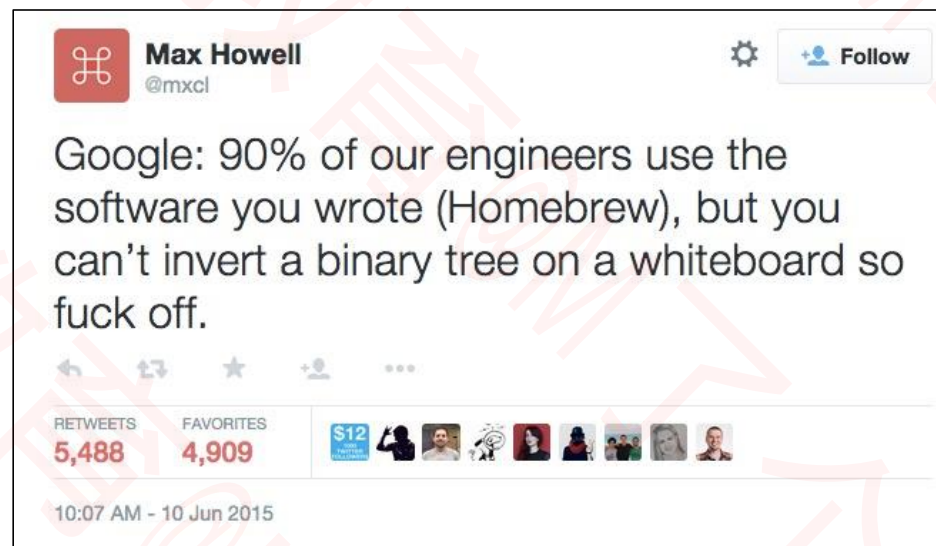 Max Howell
@mxcl
Follow
Google: 90% of our engineers use the
software you wrote (Homebrew), but you
can’t invert a binary tree on a whiteboard so
fuck off.
RETWEETS FAVORITES
5,488 4,909
$12
10:07 AM - 10 Jun 2015